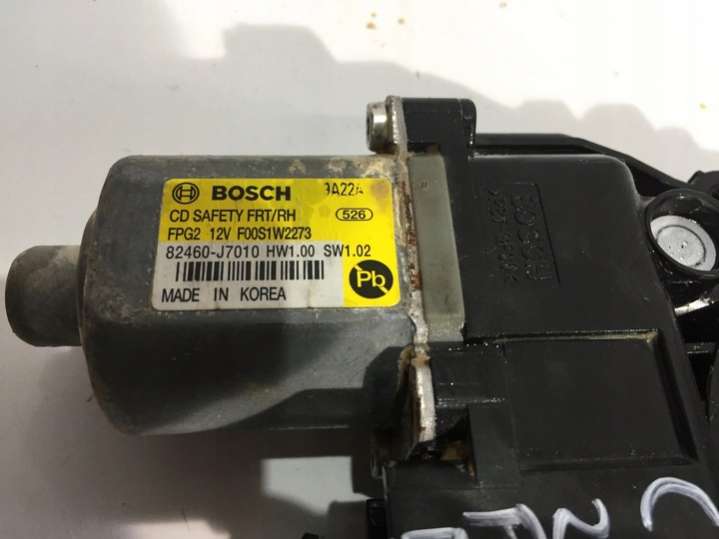 BOSCH
CD SAFETY FRT/RH 526
FPG2 12V F00S1W2273
82460-J7010 HW1.00 SW1.02
Pb
MADE IN KOREA
BOSCH